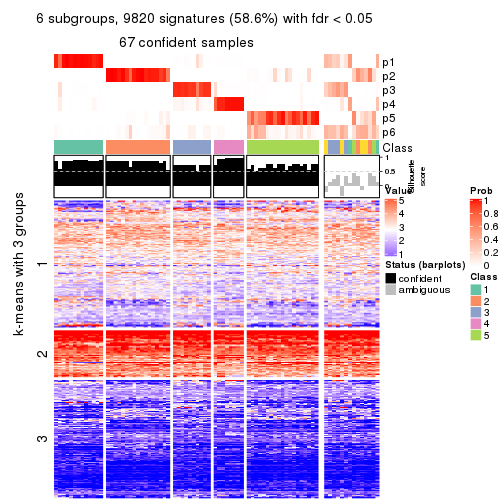 6 subgroups, 9820 signatures (58.6%) with fdr < 0.05
67 confident samples
p1
p2
p3
p4
p5
p6
Class
1
0.5
0
Silhouette
score
k-means with 3 groups
1
2
3
Value
5
4
3
2
1
Status (barplots)
confident
ambiguous
Prob
1
0.8
0.6
0.4
0.2
0
Class
1
2
3
4
5